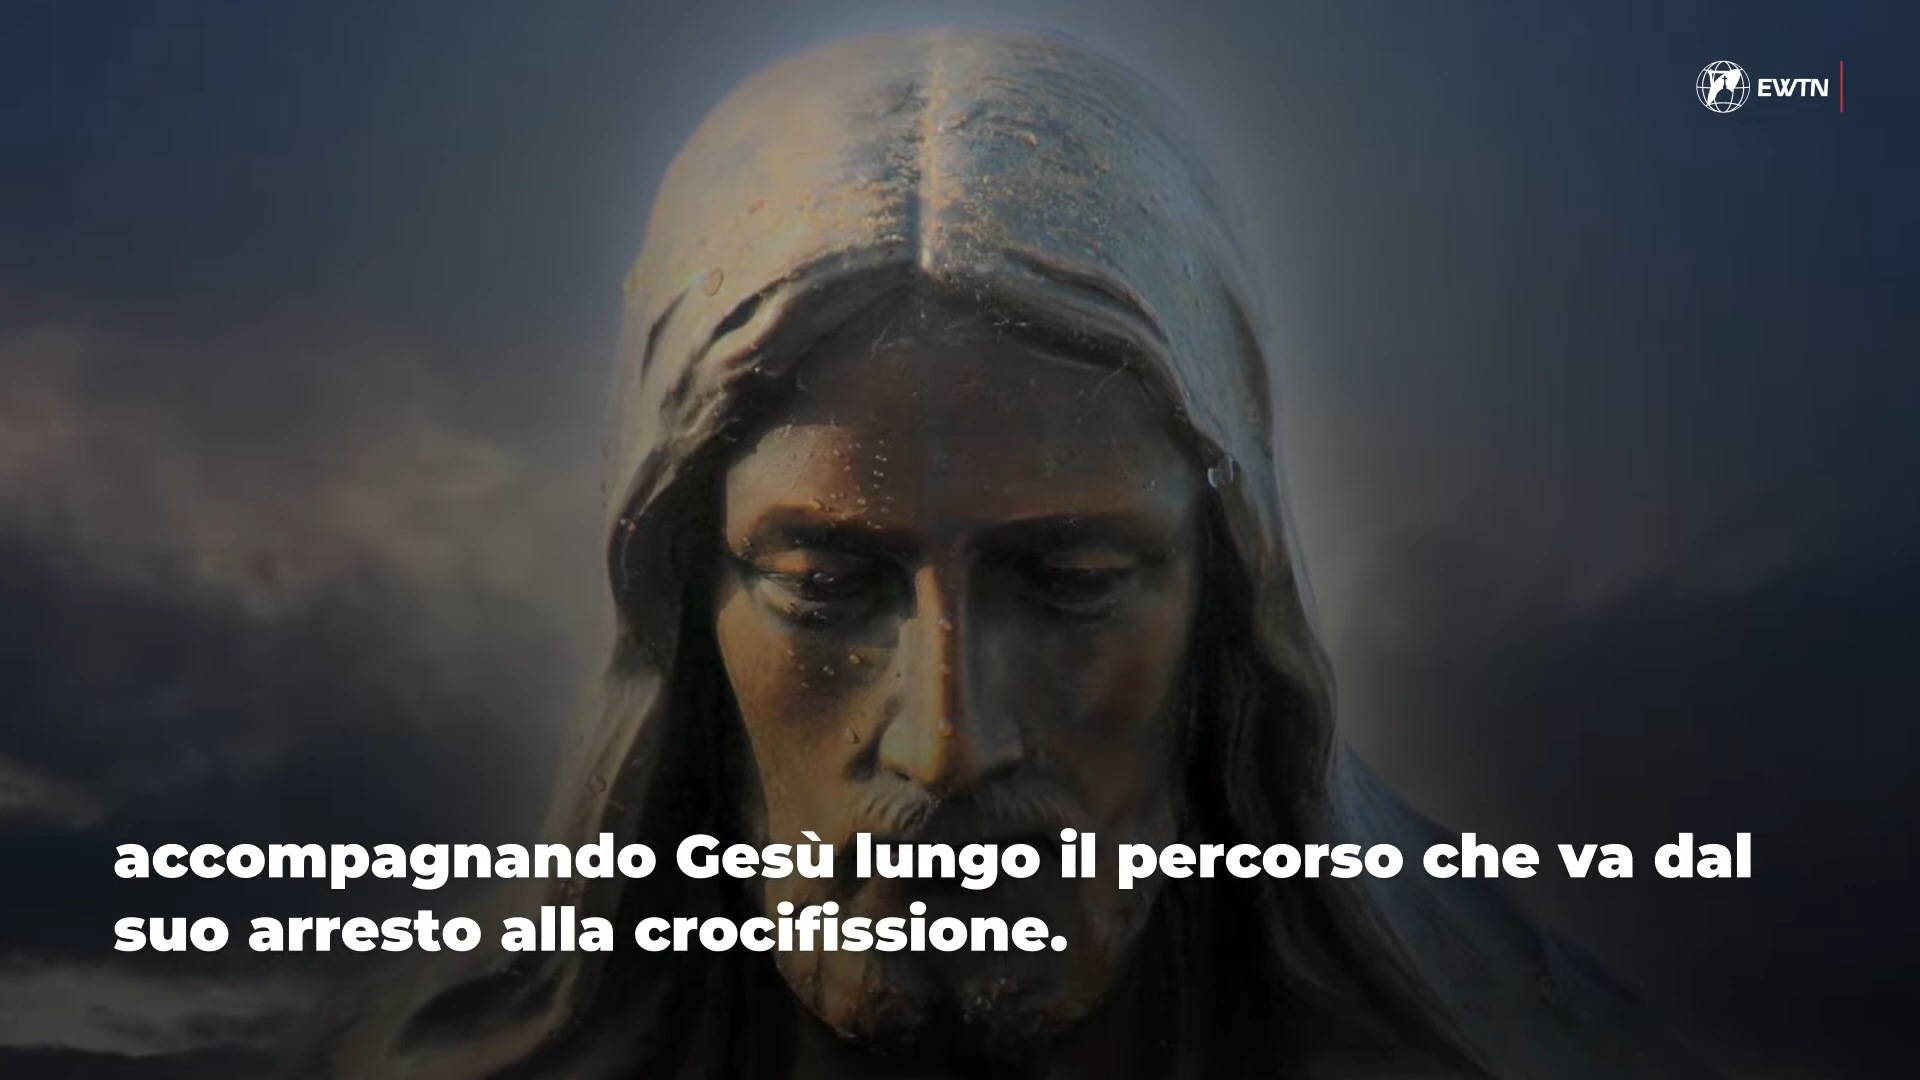 EWTN
accompagnando Gesù lungo il percorso che va dal
suo arresto alla crocifissione.